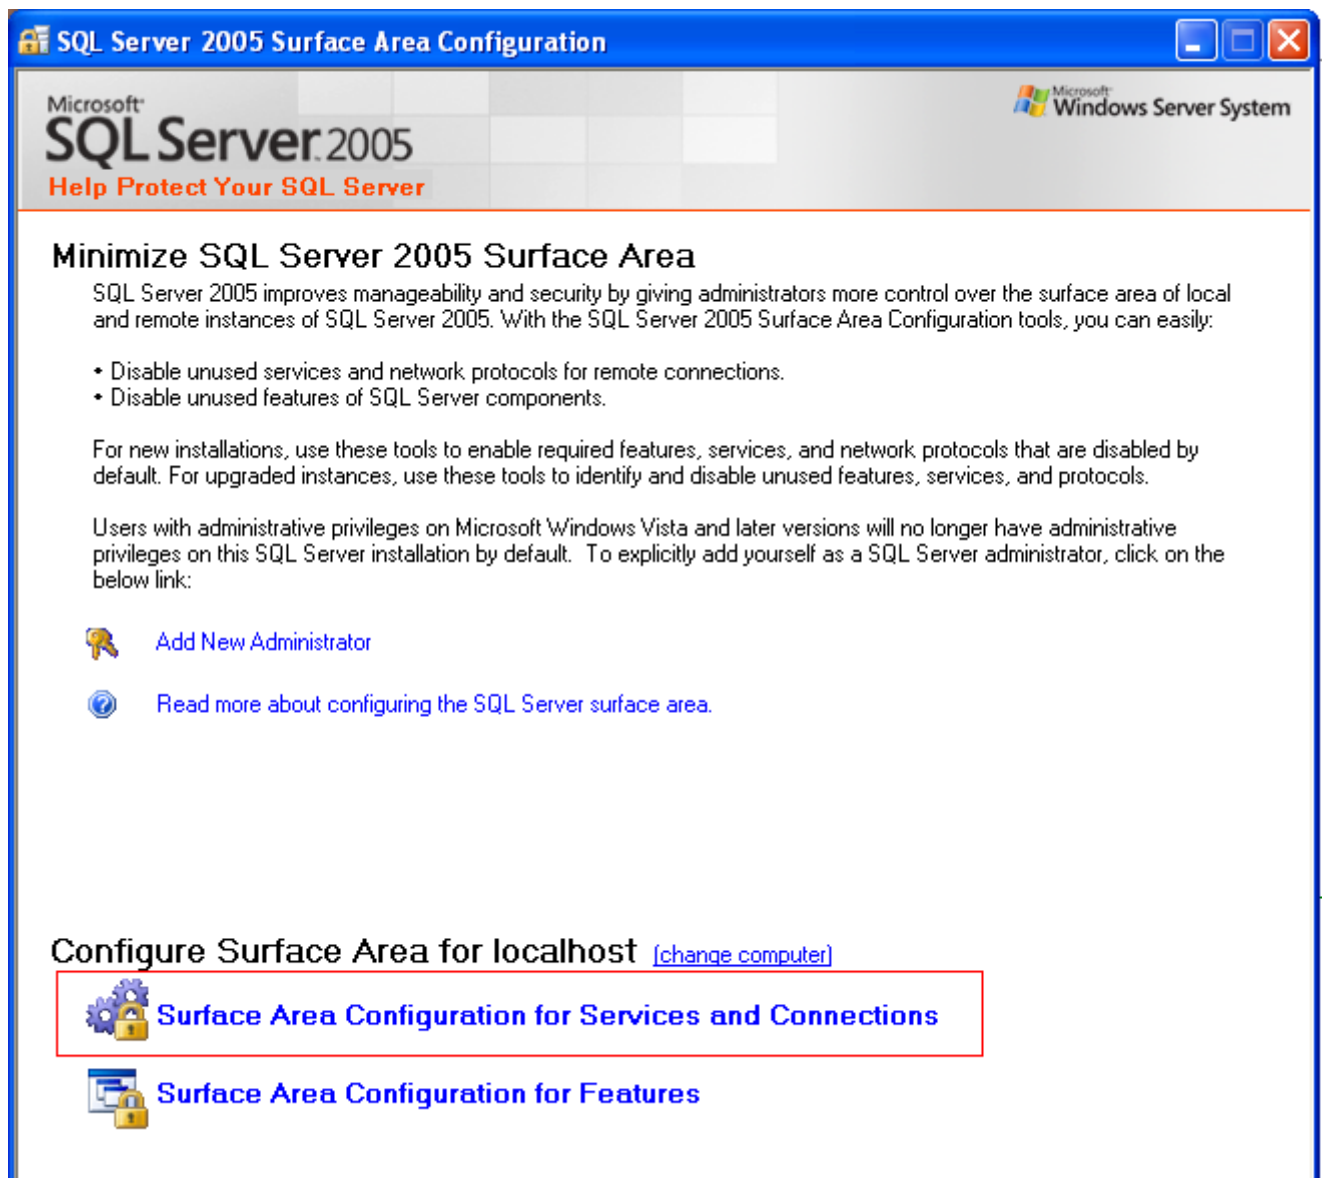 SQL Server 2005 Surface Area Configuration
Microsoft
SQL Server 2005
Help Protect Your SQL Server
Microsoft
Windows Server System
Minimize SQL Server 2005 Surface Area
SQL Server 2005 improves manageability and security by giving administrators more control over the surface area of local
and remote instances of SQL Server 2005. With the SQL Server 2005 Surface Area Configuration tools, you can easily:
• Disable unused services and network protocols for remote connections.
• Disable unused features of SQL Server components.
For new installations, use these tools to enable required features, services, and network protocols that are disabled by
default. For upgraded instances, use these tools to identify and disable unused features, services, and protocols.
Users with administrative privileges on Microsoft Windows Vista and later versions will no longer have administrative
privileges on this SQL Server installation by default.  To explicitly add yourself as a SQL Server administrator, click on the
below link:
Add New Administrator
Read more about configuring the SQL Server surface area.
Configure Surface Area for localhost (change computer)
Surface Area Configuration for Services and Connections
Surface Area Configuration for Features